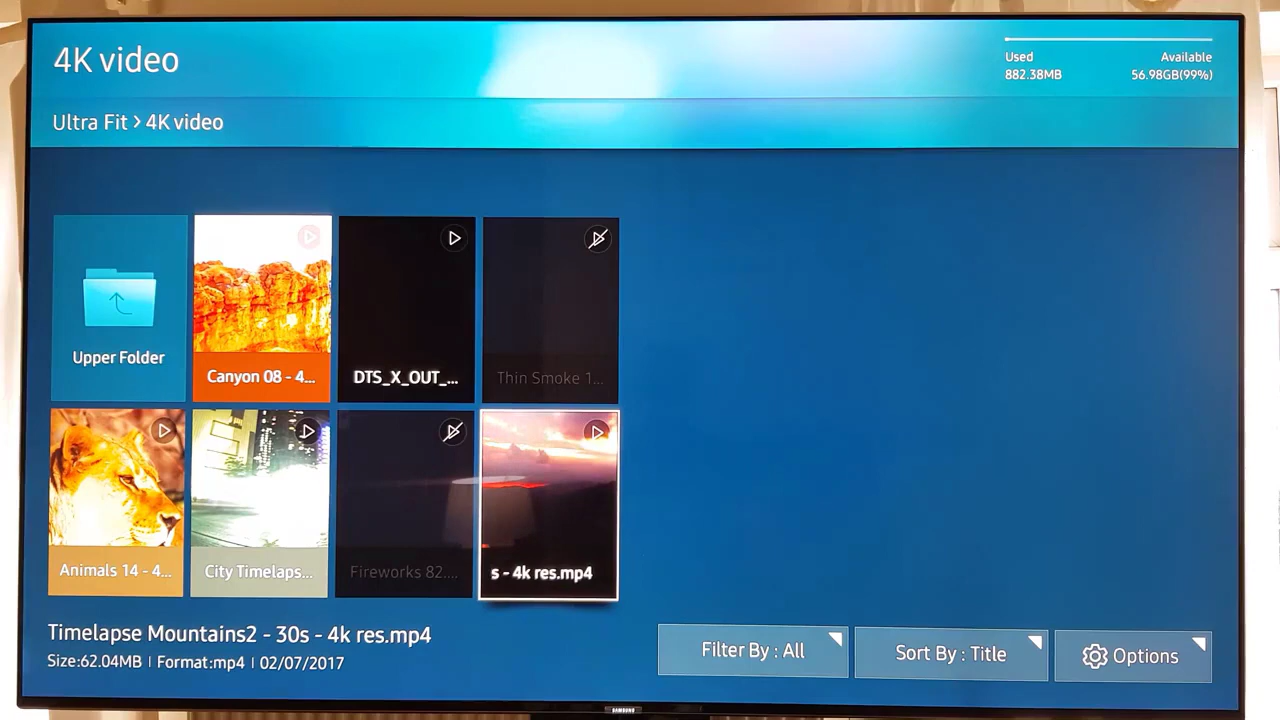 4K video
Used
Available
882.38MB
56.98GB(99%)
Ultra Fit > 4K video
Upper Folder
Canyon 08 - 4...
DTS_X_OUT_...
Thin Smoke 1...
Animals 14 - 4...
City Timelaps...
Fireworks 82....
s - 4k res.mp4
Timelapse Mountains2 - 30s - 4k res.mp4
Size:62.04MB | Format:mp4 | 02/07/2017
Filter By : All
Sort By : Title
Options
SAMSUNG